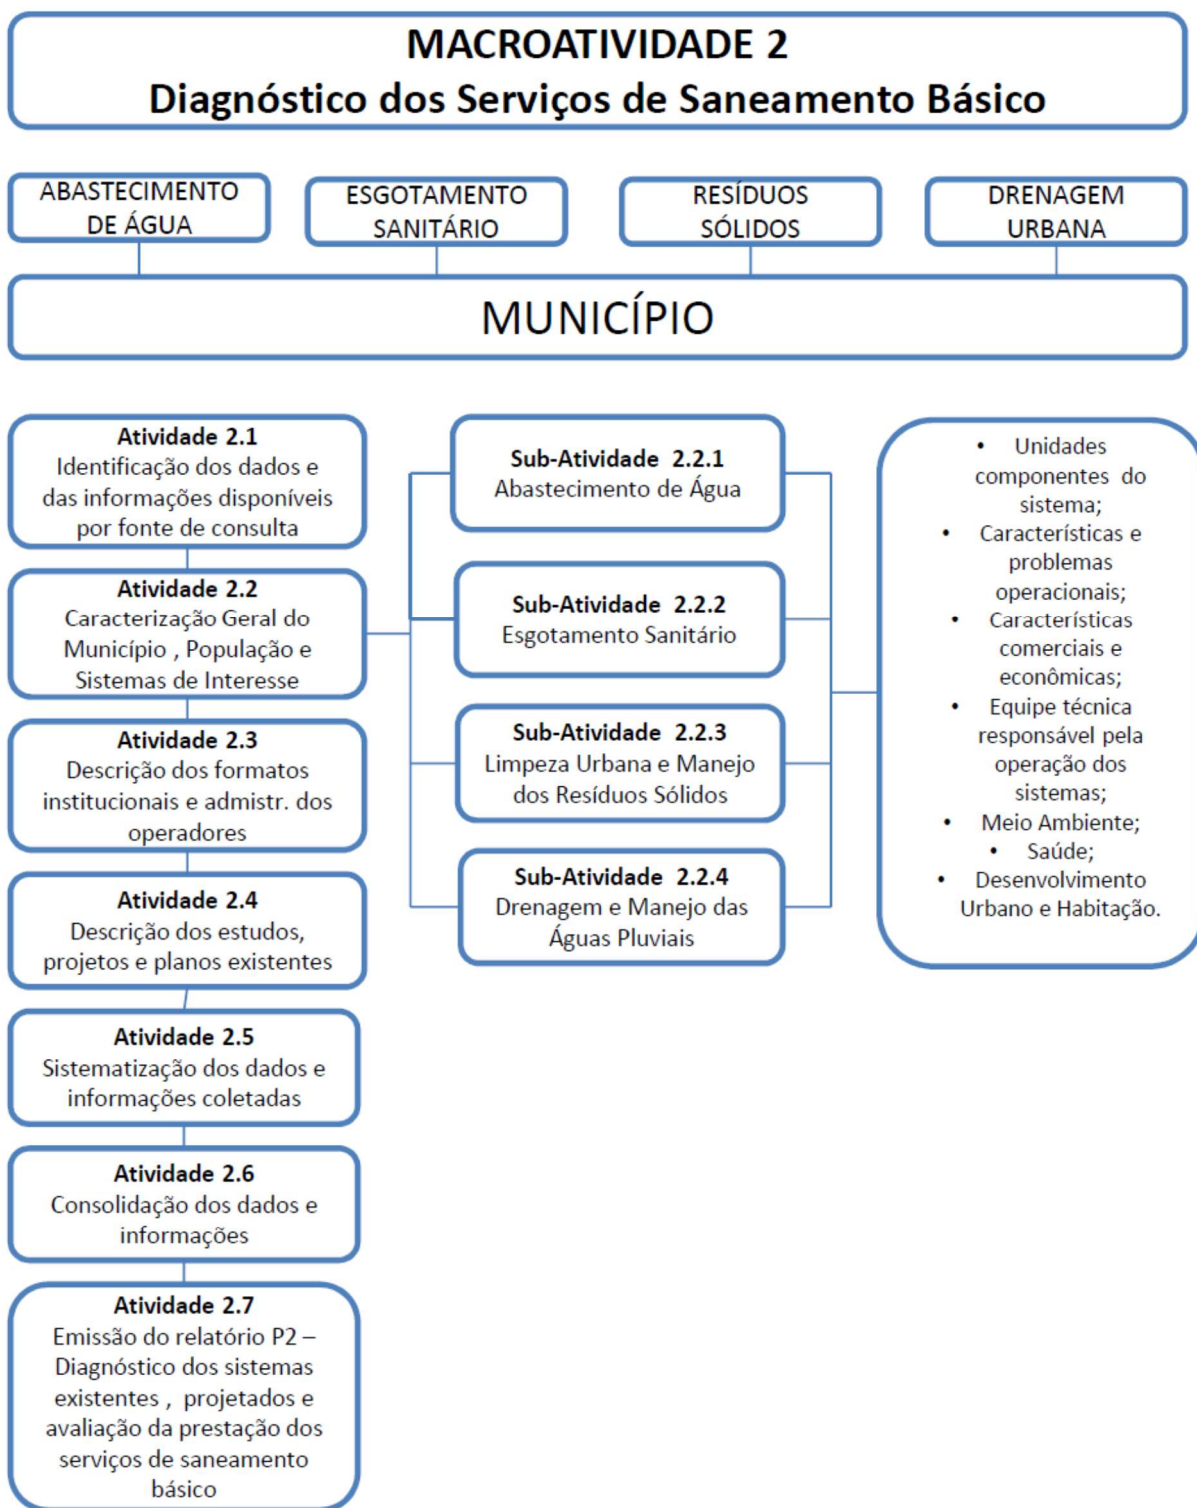 MACROATIVIDADE 2
Diagnóstico dos Serviços de Saneamento Básico
ABASTECIMENTO
DE ÁGUA
ESGOTAMENTO
SANITÁRIO
RESÍDUOS
SÓLIDOS
DRENAGEM
URBANA
MUNICÍPIO
Atividade 2.1
Identificação dos dados e
das informações disponíveis
por fonte de consulta
Atividade 2.2
Caracterização Geral do
Município , População e
Sistemas de Interesse
Atividade 2.3
Descrição dos formatos
institucionais e admistr. dos
operadores
Atividade 2.4
Descrição dos estudos,
projetos e planos existentes
Atividade 2.5
Sistematização dos dados e
informações coletadas
Atividade 2.6
Consolidação dos dados e
informações
Atividade 2.7
Emissão do relatório P2 –
Diagnóstico dos sistemas
existentes , projetados e
avaliação da prestação dos
serviços de saneamento
básico
Sub-Atividade 2.2.1
Abastecimento de Água
Sub-Atividade 2.2.2
Esgotamento Sanitário
Sub-Atividade 2.2.3
Limpeza Urbana e Manejo
dos Resíduos Sólidos
Sub-Atividade 2.2.4
Drenagem e Manejo das
Águas Pluviais
• Unidades
componentes do
sistema;
• Características e
problemas
operacionais;
• Características
comerciais e
econômicas;
• Equipe técnica
responsável pela
operação dos
sistemas;
• Meio Ambiente;
• Saúde;
• Desenvolvimento
Urbano e Habitação.